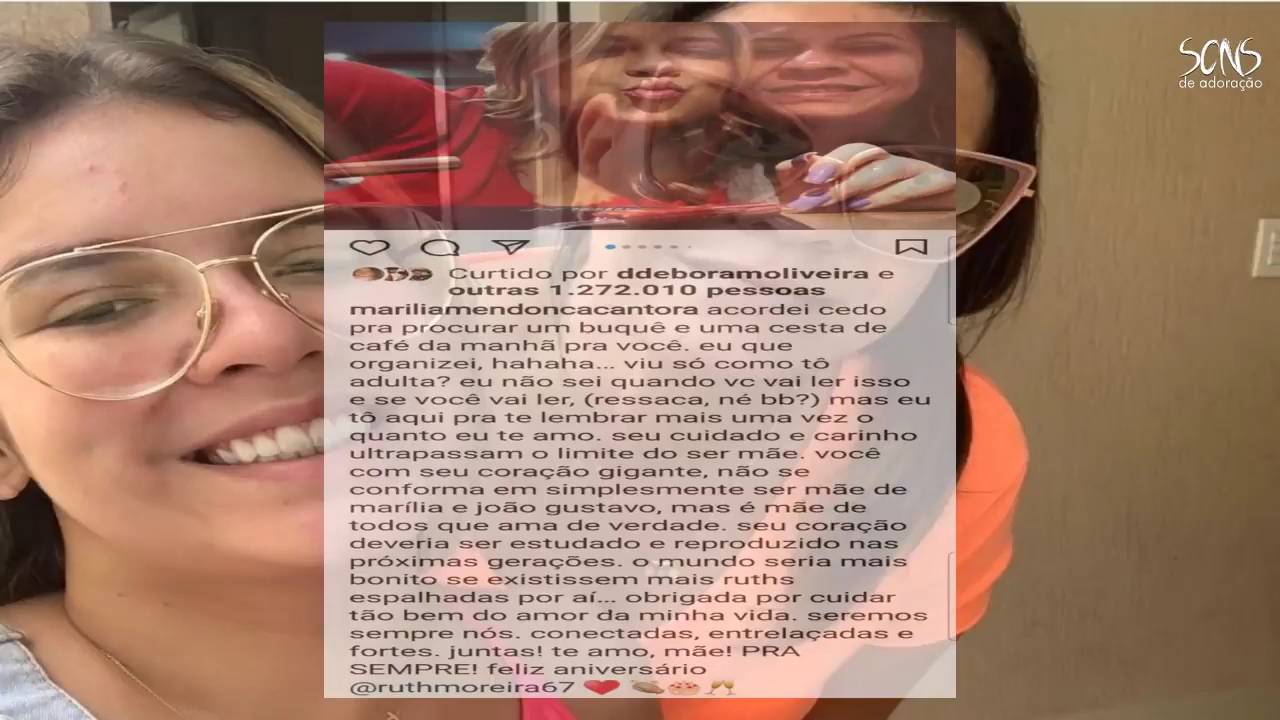 SONS
de adoração
Curtido por ddeboramoliveira e
outras 1.272.010 pessoas
mariliamendoncacantora acordei cedo
pra procurar um buquê e uma cesta de
café da manhã pra você. eu que
organizei, hahaha... viu só como tô
adulta? eu não sei quando vc vai ler isso
e se você vai ler, (ressaca, né bb?) mas eu
tô aqui pra te lembrar mais uma vez o
quanto eu te amo. seu cuidado e carinho
ultrapassam o limite do ser mãe. você
com seu coração gigante, não se
conforma em simplesmente ser mãe de
marília e joão gustavo, mas é mãe de
todos que ama de verdade. seu coração
deveria ser estudado e reproduzido nas
próximas gerações. o mundo seria mais
bonito se existissem mais ruths
espalhadas por aí... obrigada por cuidar
tão bem do amor da minha vida. seremos
sempre nós. conectadas, entrelaçadas e
fortes. juntas! te amo, mãe! PRA
SEMPRE! feliz aniversário
@ruthmoreira67 ❤️ 👏🏽🎂🥂